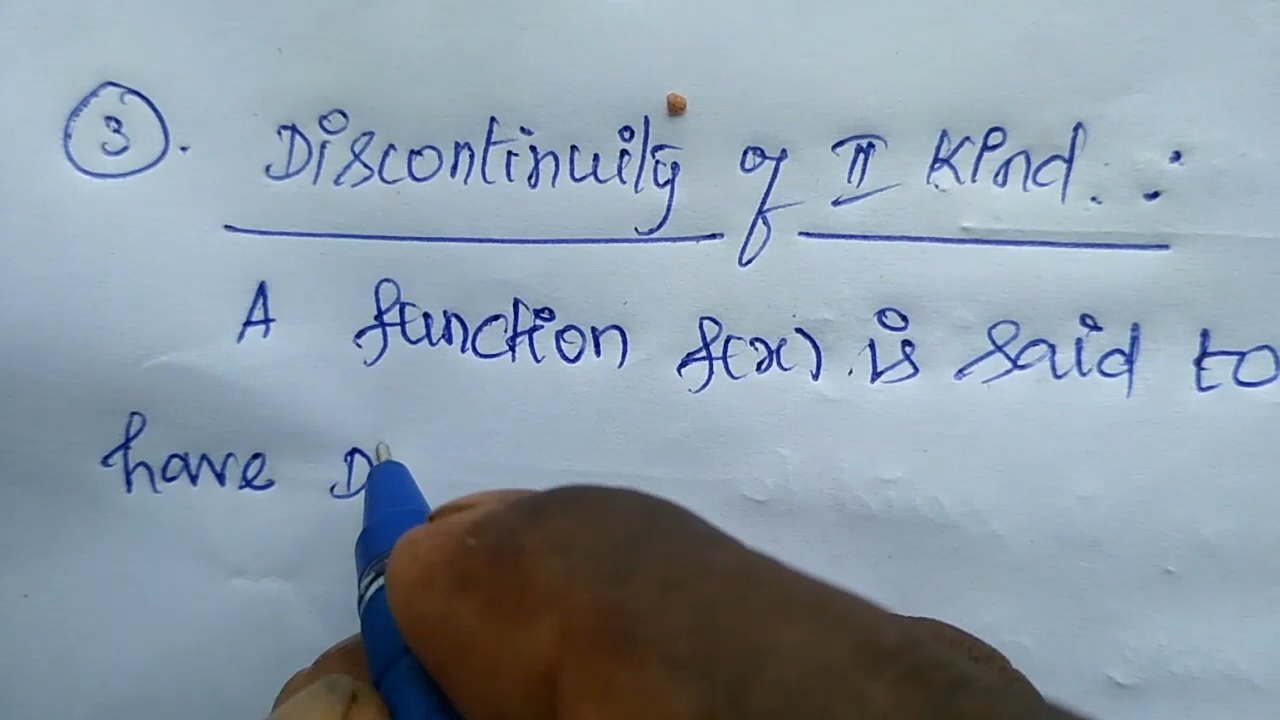 3. Discontinuity of II Kind. :
A function f(x) is said to
have D